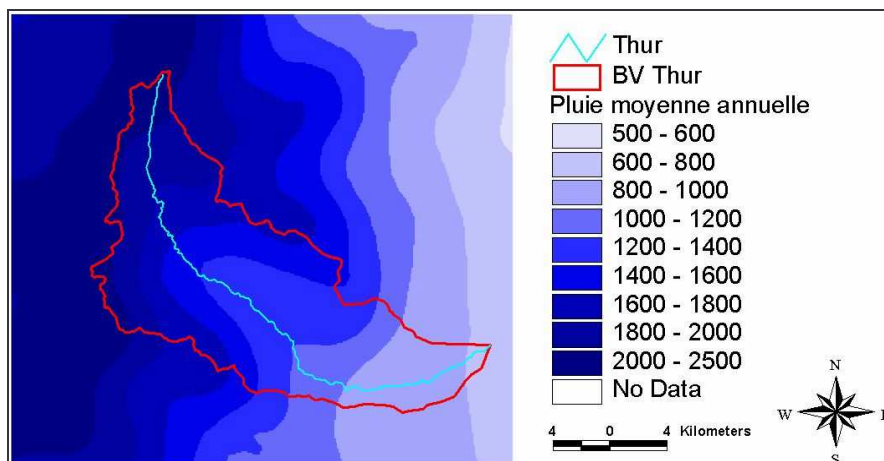 Thur
BV Thur
Pluie moyenne annuelle
500 - 600
600 - 800
800 - 1000
1000 - 1200
1200 - 1400
1400 - 1600
1600 - 1800
1800 - 2000
2000 - 2500
No Data
4 0 4 Kilometers
N
W
S